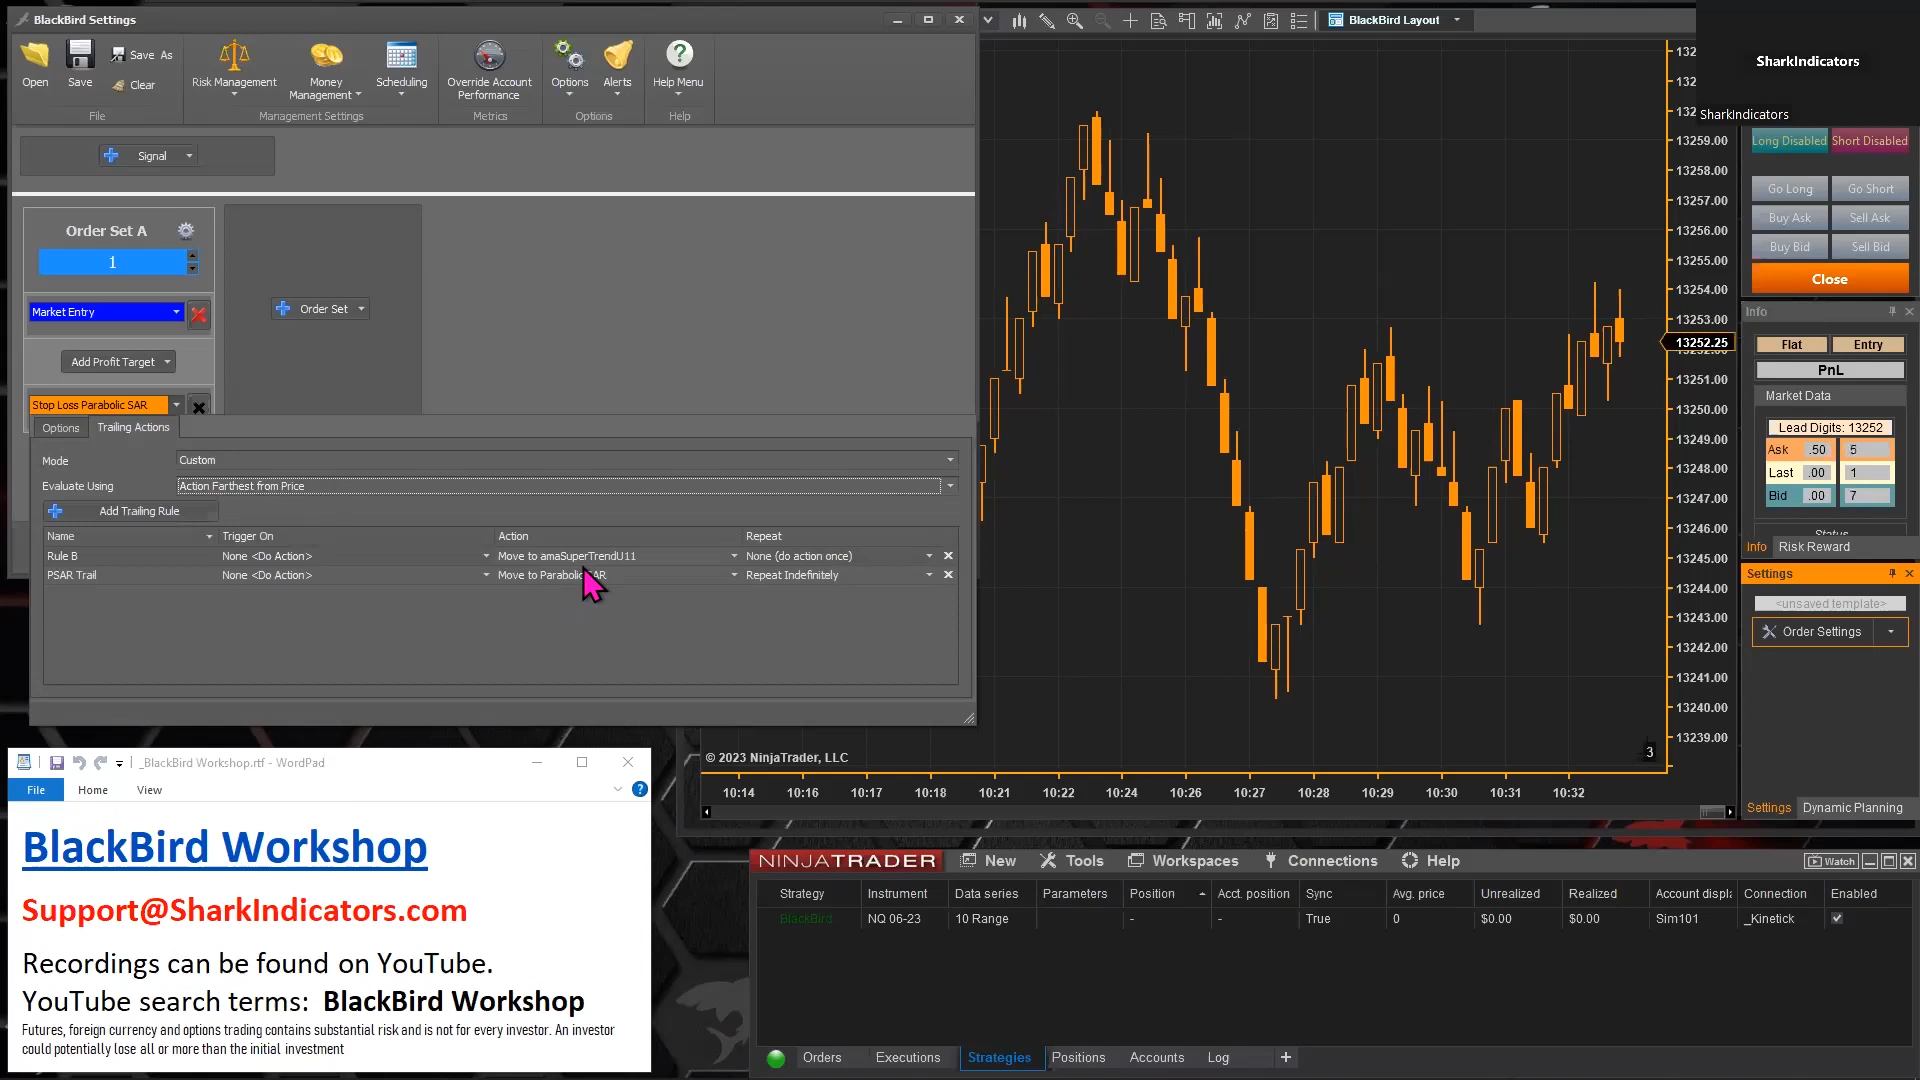 BlackBird Settings
Open
Save
Save As
Clear
File
Risk Management
Money Management
Scheduling
Management Settings
Override Account Performance
Metrics
Options
Alerts
Options
Help Menu
Help
Signal
Order Set A
1
Market Entry
Add Profit Target
Stop Loss Parabolic SAR
Order Set
Options
Trailing Actions
Mode
Custom
Evaluate Using
Action Farthest from Price
Add Trailing Rule
Name Trigger On Action Repeat
Rule B None <Do Action> Move to amaSuperTrendU11 None (do action once)
PSAR Trail None <Do Action> Move to Parabolic SAR Repeat Indefinitely
BlackBird Layout
SharkIndicators
SharkIndicators
13259.00
13258.00
13257.00
13256.00
13255.00
13254.00
13253.00
13252.25
13251.00
13250.00
13249.00
13248.00
13247.00
13246.00
13245.00
13244.00
13243.00
13242.00
13241.00
13240.00
13239.00
3
© 2023 NinjaTrader, LLC
10:14 10:16 10:17 10:18 10:21 10:22 10:24 10:26 10:27 10:28 10:29 10:30 10:32
Long Disabled Short Disabled
Go Long Go Short
Buy Ask Sell Ask
Buy Bid Sell Bid
Close
Info
Flat Entry
PnL
Market Data
Lead Digits: 13252
Ask .50 5
Last .00 1
Bid .00 7
Status
Info Risk Reward
Settings
<unsaved template>
Order Settings
Settings Dynamic Planning
_BlackBird Workshop.rtf - WordPad
File Home View
BlackBird Workshop
Support@SharkIndicators.com
Recordings can be found on YouTube.
YouTube search terms: BlackBird Workshop
Futures, foreign currency and options trading contains substantial risk and is not for every investor. An investor
could potentially lose all or more than the initial investment
NINJATRADER New Tools Workspaces Connections Help Watch
Strategy Instrument Data series Parameters Position Acct. position Sync Avg. price Unrealized Realized Account displ Connection Enabled
BlackBird NQ 06-23 10 Range - - True 0 $0.00 $0.00 Sim101 _Kinetick
Orders Executions Strategies Positions Accounts Log +